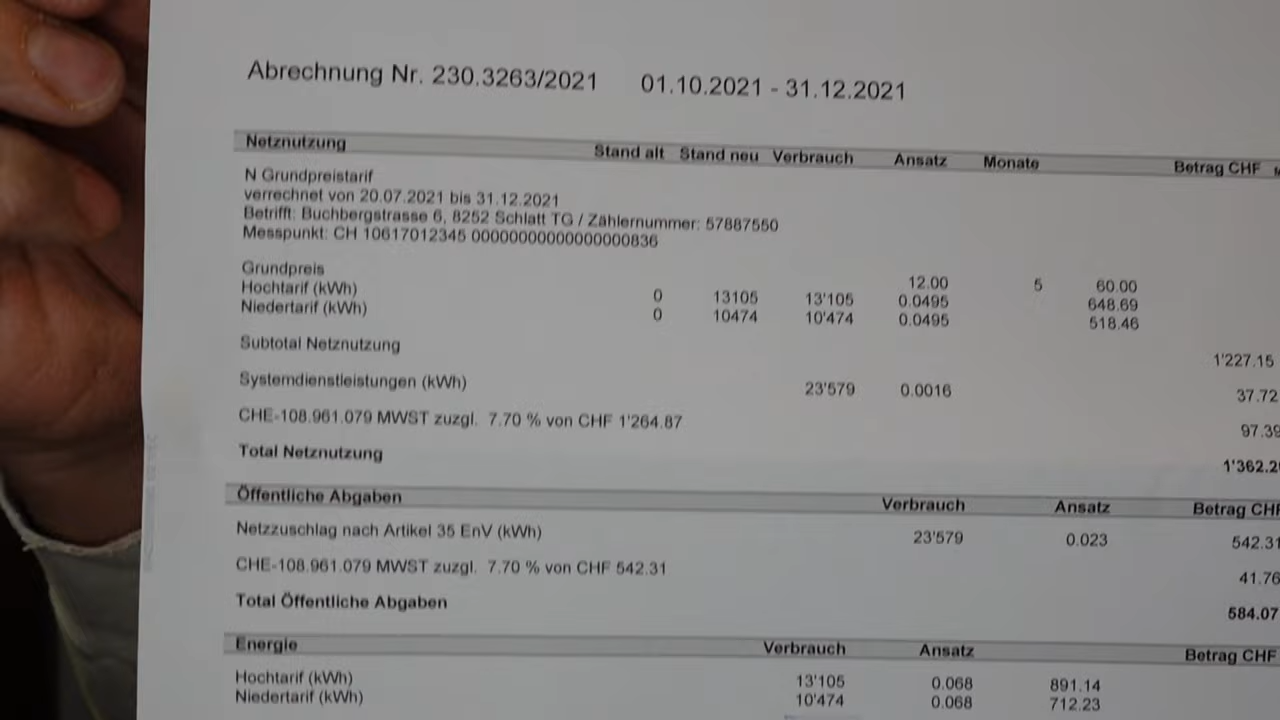 Abrechnung Nr. 230.3263/2021 01.10.2021 - 31.12.2021
Netznutzung Stand alt Stand neu Verbrauch Ansatz Monate Betrag CHF
N Grundpreistarif
verrechnet von 20.07.2021 bis 31.12.2021
Betrifft: Buchbergstrasse 6, 8252 Schlatt TG / Zählernummer: 57887550
Messpunkt: CH 10617012345 00000000000000000836
Grundpreis 12.00 5 60.00
Hochtarif (kWh) 0 13105 13'105 0.0495 648.69
Niedertarif (kWh) 0 10474 10'474 0.0495 518.46
Subtotal Netznutzung 1'227.15
Systemdienstleistungen (kWh) 23'579 0.0016 37.72
CHE-108.961.079 MWST zuzgl. 7.70 % von CHF 1'264.87 97.39
Total Netznutzung 1'362.2
Öffentliche Abgaben Verbrauch Ansatz Betrag CHF
Netzzuschlag nach Artikel 35 EnV (kWh) 23'579 0.023 542.31
CHE-108.961.079 MWST zuzgl. 7.70 % von CHF 542.31 41.76
Total Öffentliche Abgaben 584.07
Energie Verbrauch Ansatz Betrag CHF
Hochtarif (kWh) 13'105 0.068 891.14
Niedertarif (kWh) 10'474 0.068 712.23